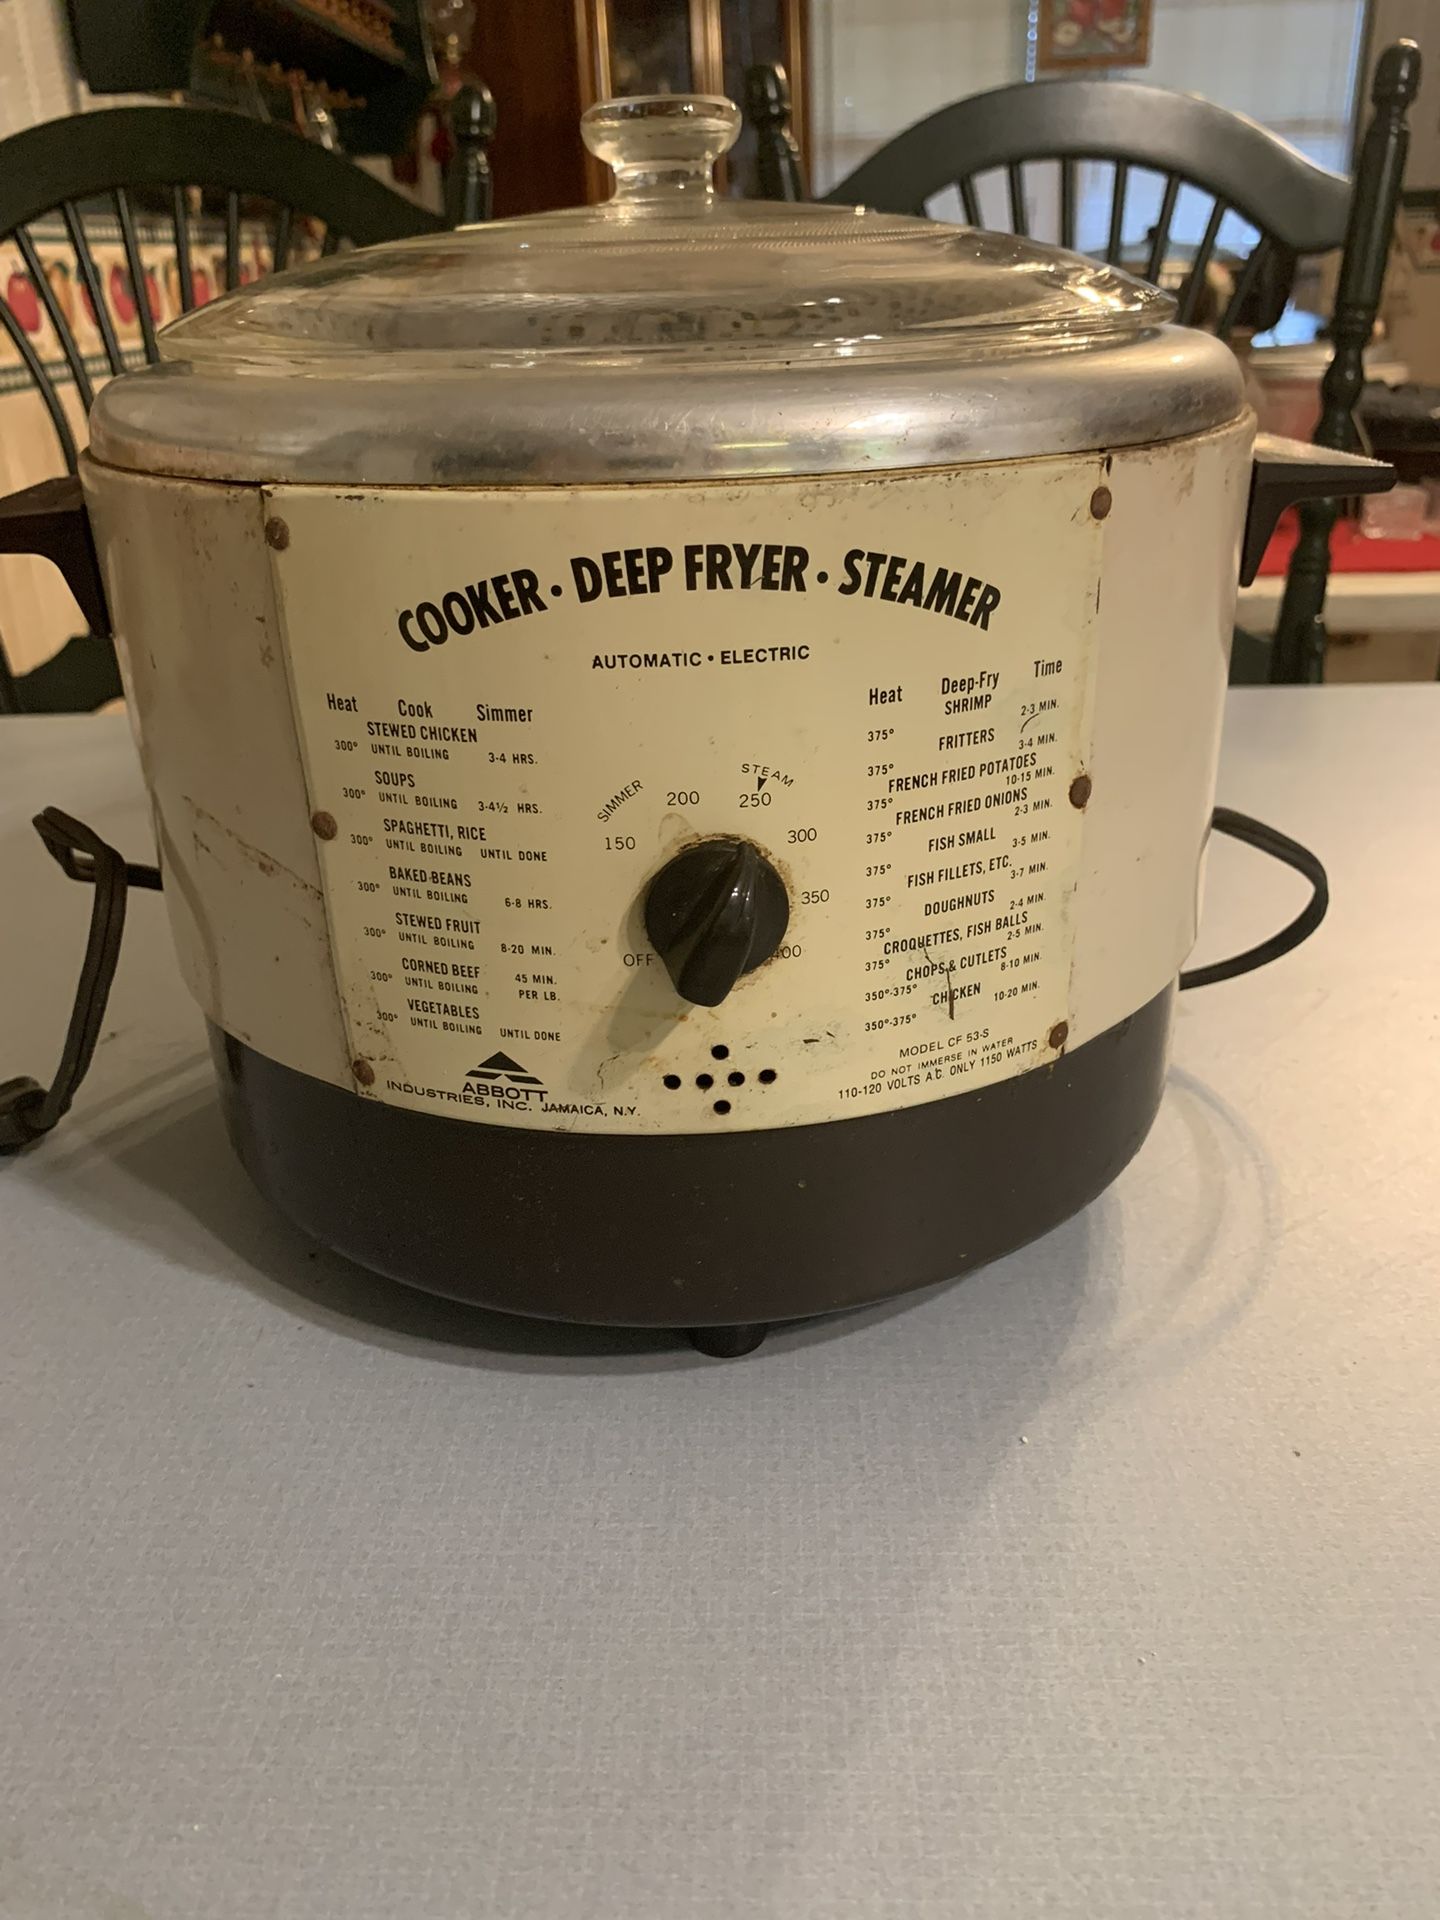 COOKER • DEEP FRYER • STEAMER
AUTOMATIC • ELECTRIC
Heat Cook Simmer
STEWED CHICKEN
300° UNTIL BOILING 3-4 HRS.
SOUPS
300° UNTIL BOILING 3-4½ HRS.
SPAGHETTI, RICE
300° UNTIL BOILING UNTIL DONE
BAKED BEANS
300° UNTIL BOILING 6-8 HRS.
STEWED FRUIT
300° UNTIL BOILING 8-20 MIN.
CORNED BEEF 45 MIN.
300° UNTIL BOILING PER LB.
VEGETABLES
300° UNTIL BOILING UNTIL DONE
ABBOTT
INDUSTRIES, INC. JAMAICA, N.Y.
OFF
150
SIMMER
200
STEAM
250
300
350
400
Heat Deep-Fry Time
SHRIMP
375° 2-3 MIN.
FRITTERS
375° 3-4 MIN.
FRENCH FRIED POTATOES
375° 10-15 MIN.
FRENCH FRIED ONIONS
375° 2-3 MIN.
FISH SMALL
375° 3-5 MIN.
FISH FILLETS, ETC.
375° 3-7 MIN.
DOUGHNUTS
375° 2-4 MIN.
CROQUETTES, FISH BALLS
375° 2-5 MIN.
CHOPS & CUTLETS
350°-375° 8-10 MIN.
CHICKEN
350°-375° 10-20 MIN.
MODEL CF 53-S
DO NOT IMMERSE IN WATER
110-120 VOLTS A.C. ONLY 1150 WATTS